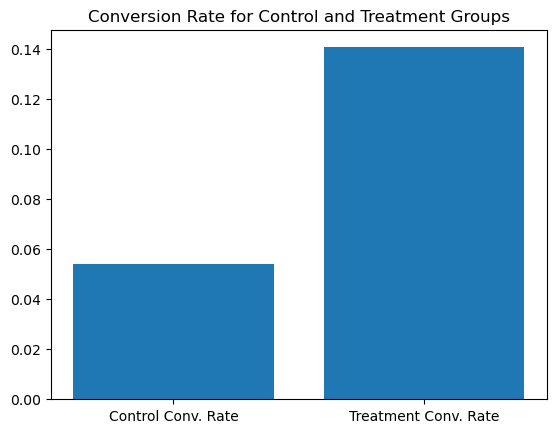 Conversion Rate for Control and Treatment Groups
0.14
0.12
0.10
0.08
0.06
0.04
0.02
0.00
Control Conv. Rate
Treatment Conv. Rate